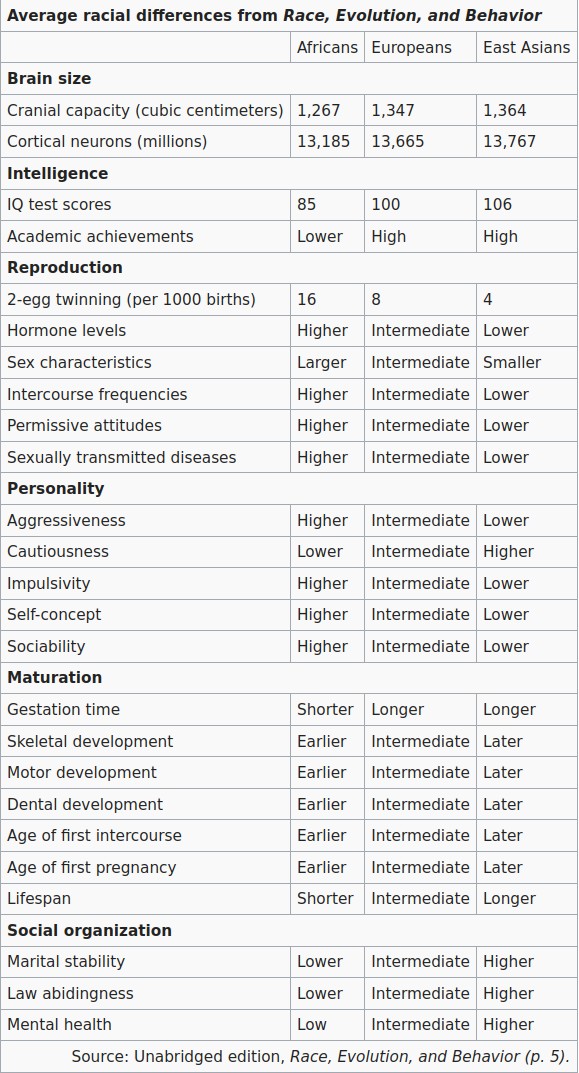 Average racial differences from Race, Evolution, and Behavior
Africans Europeans East Asians
Brain size
Cranial capacity (cubic centimeters) 1,267 1,347 1,364
Cortical neurons (millions) 13,185 13,665 13,767
Intelligence
IQ test scores 85 100 106
Academic achievements Lower High High
Reproduction
2-egg twinning (per 1000 births) 16 8 4
Hormone levels Higher Intermediate Lower
Sex characteristics Larger Intermediate Smaller
Intercourse frequencies Higher Intermediate Lower
Permissive attitudes Higher Intermediate Lower
Sexually transmitted diseases Higher Intermediate Lower
Personality
Aggressiveness Higher Intermediate Lower
Cautiousness Lower Intermediate Higher
Impulsivity Higher Intermediate Lower
Self-concept Higher Intermediate Lower
Sociability Higher Intermediate Lower
Maturation
Gestation time Shorter Longer Longer
Skeletal development Earlier Intermediate Later
Motor development Earlier Intermediate Later
Dental development Earlier Intermediate Later
Age of first intercourse Earlier Intermediate Later
Age of first pregnancy Earlier Intermediate Later
Lifespan Shorter Intermediate Longer
Social organization
Marital stability Lower Intermediate Higher
Law abidingness Lower Intermediate Higher
Mental health Low Intermediate Higher
Source: Unabridged edition, Race, Evolution, and Behavior (p. 5).